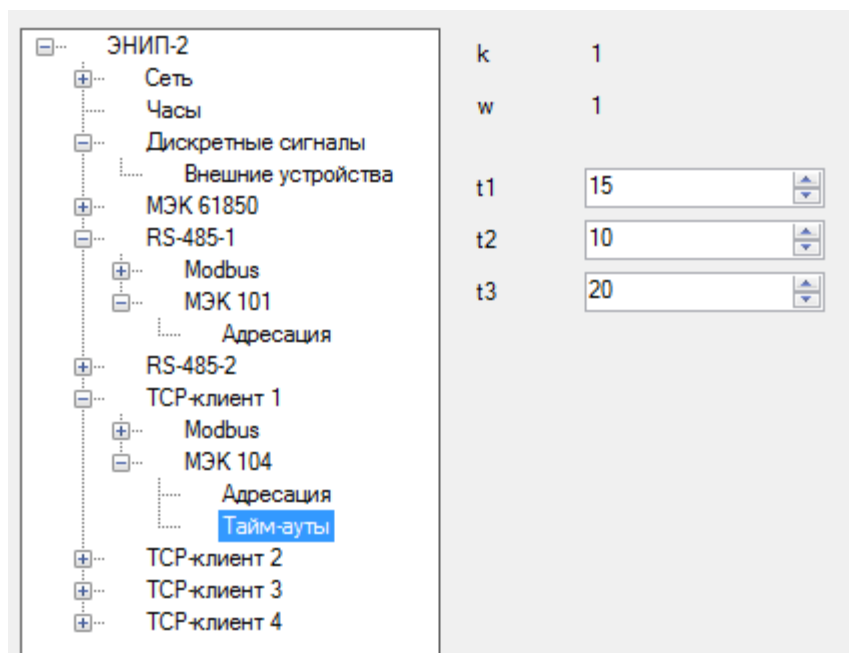 ЭНИП-2
Сеть
Часы
Дискретные сигналы
Внешние устройства
МЭК 61850
RS-485-1
Modbus
МЭК 101
Адресация
RS-485-2
TCP-клиент 1
Modbus
МЭК 104
Адресация
Тайм-ауты
TCP-клиент 2
TCP-клиент 3
TCP-клиент 4
k 1
w 1
t1 15
t2 10
t3 20